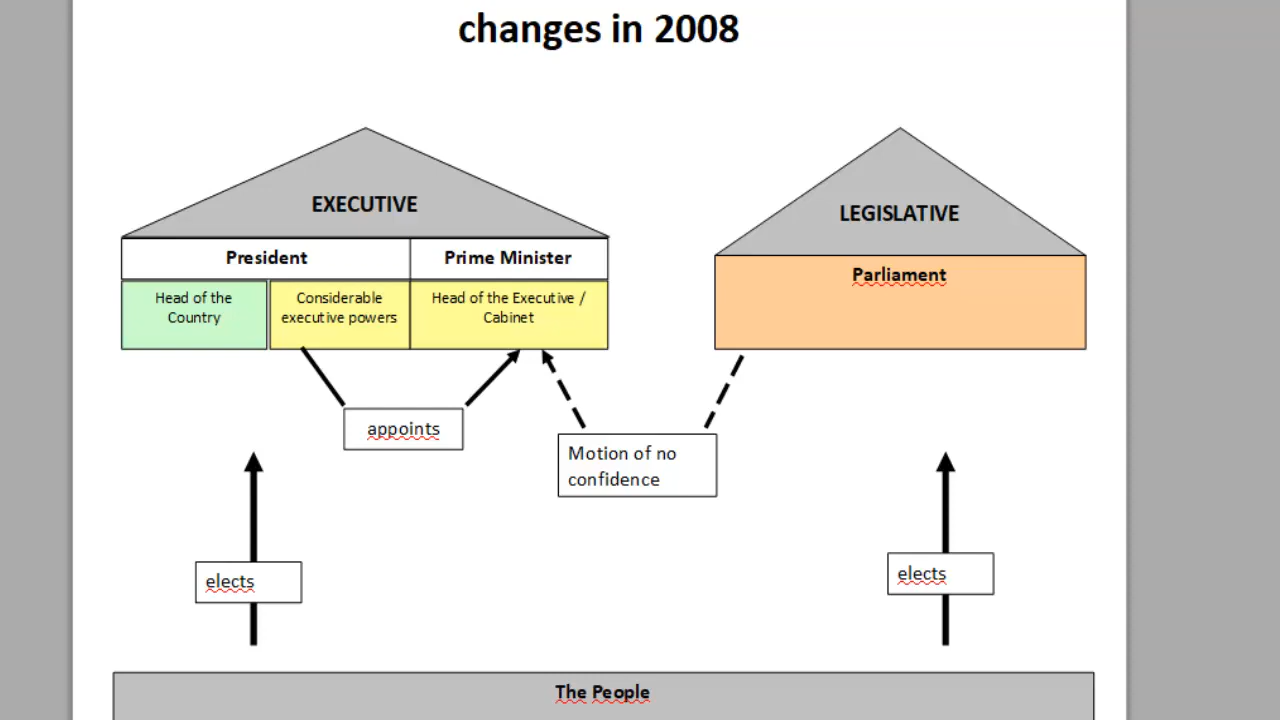 changes in 2008
EXECUTIVE
LEGISLATIVE
President
Prime Minister
Parliament
Head of the
Country
Considerable
executive powers
Head of the Executive /
Cabinet
appoints
Motion of no
confidence
elects
elects
The People